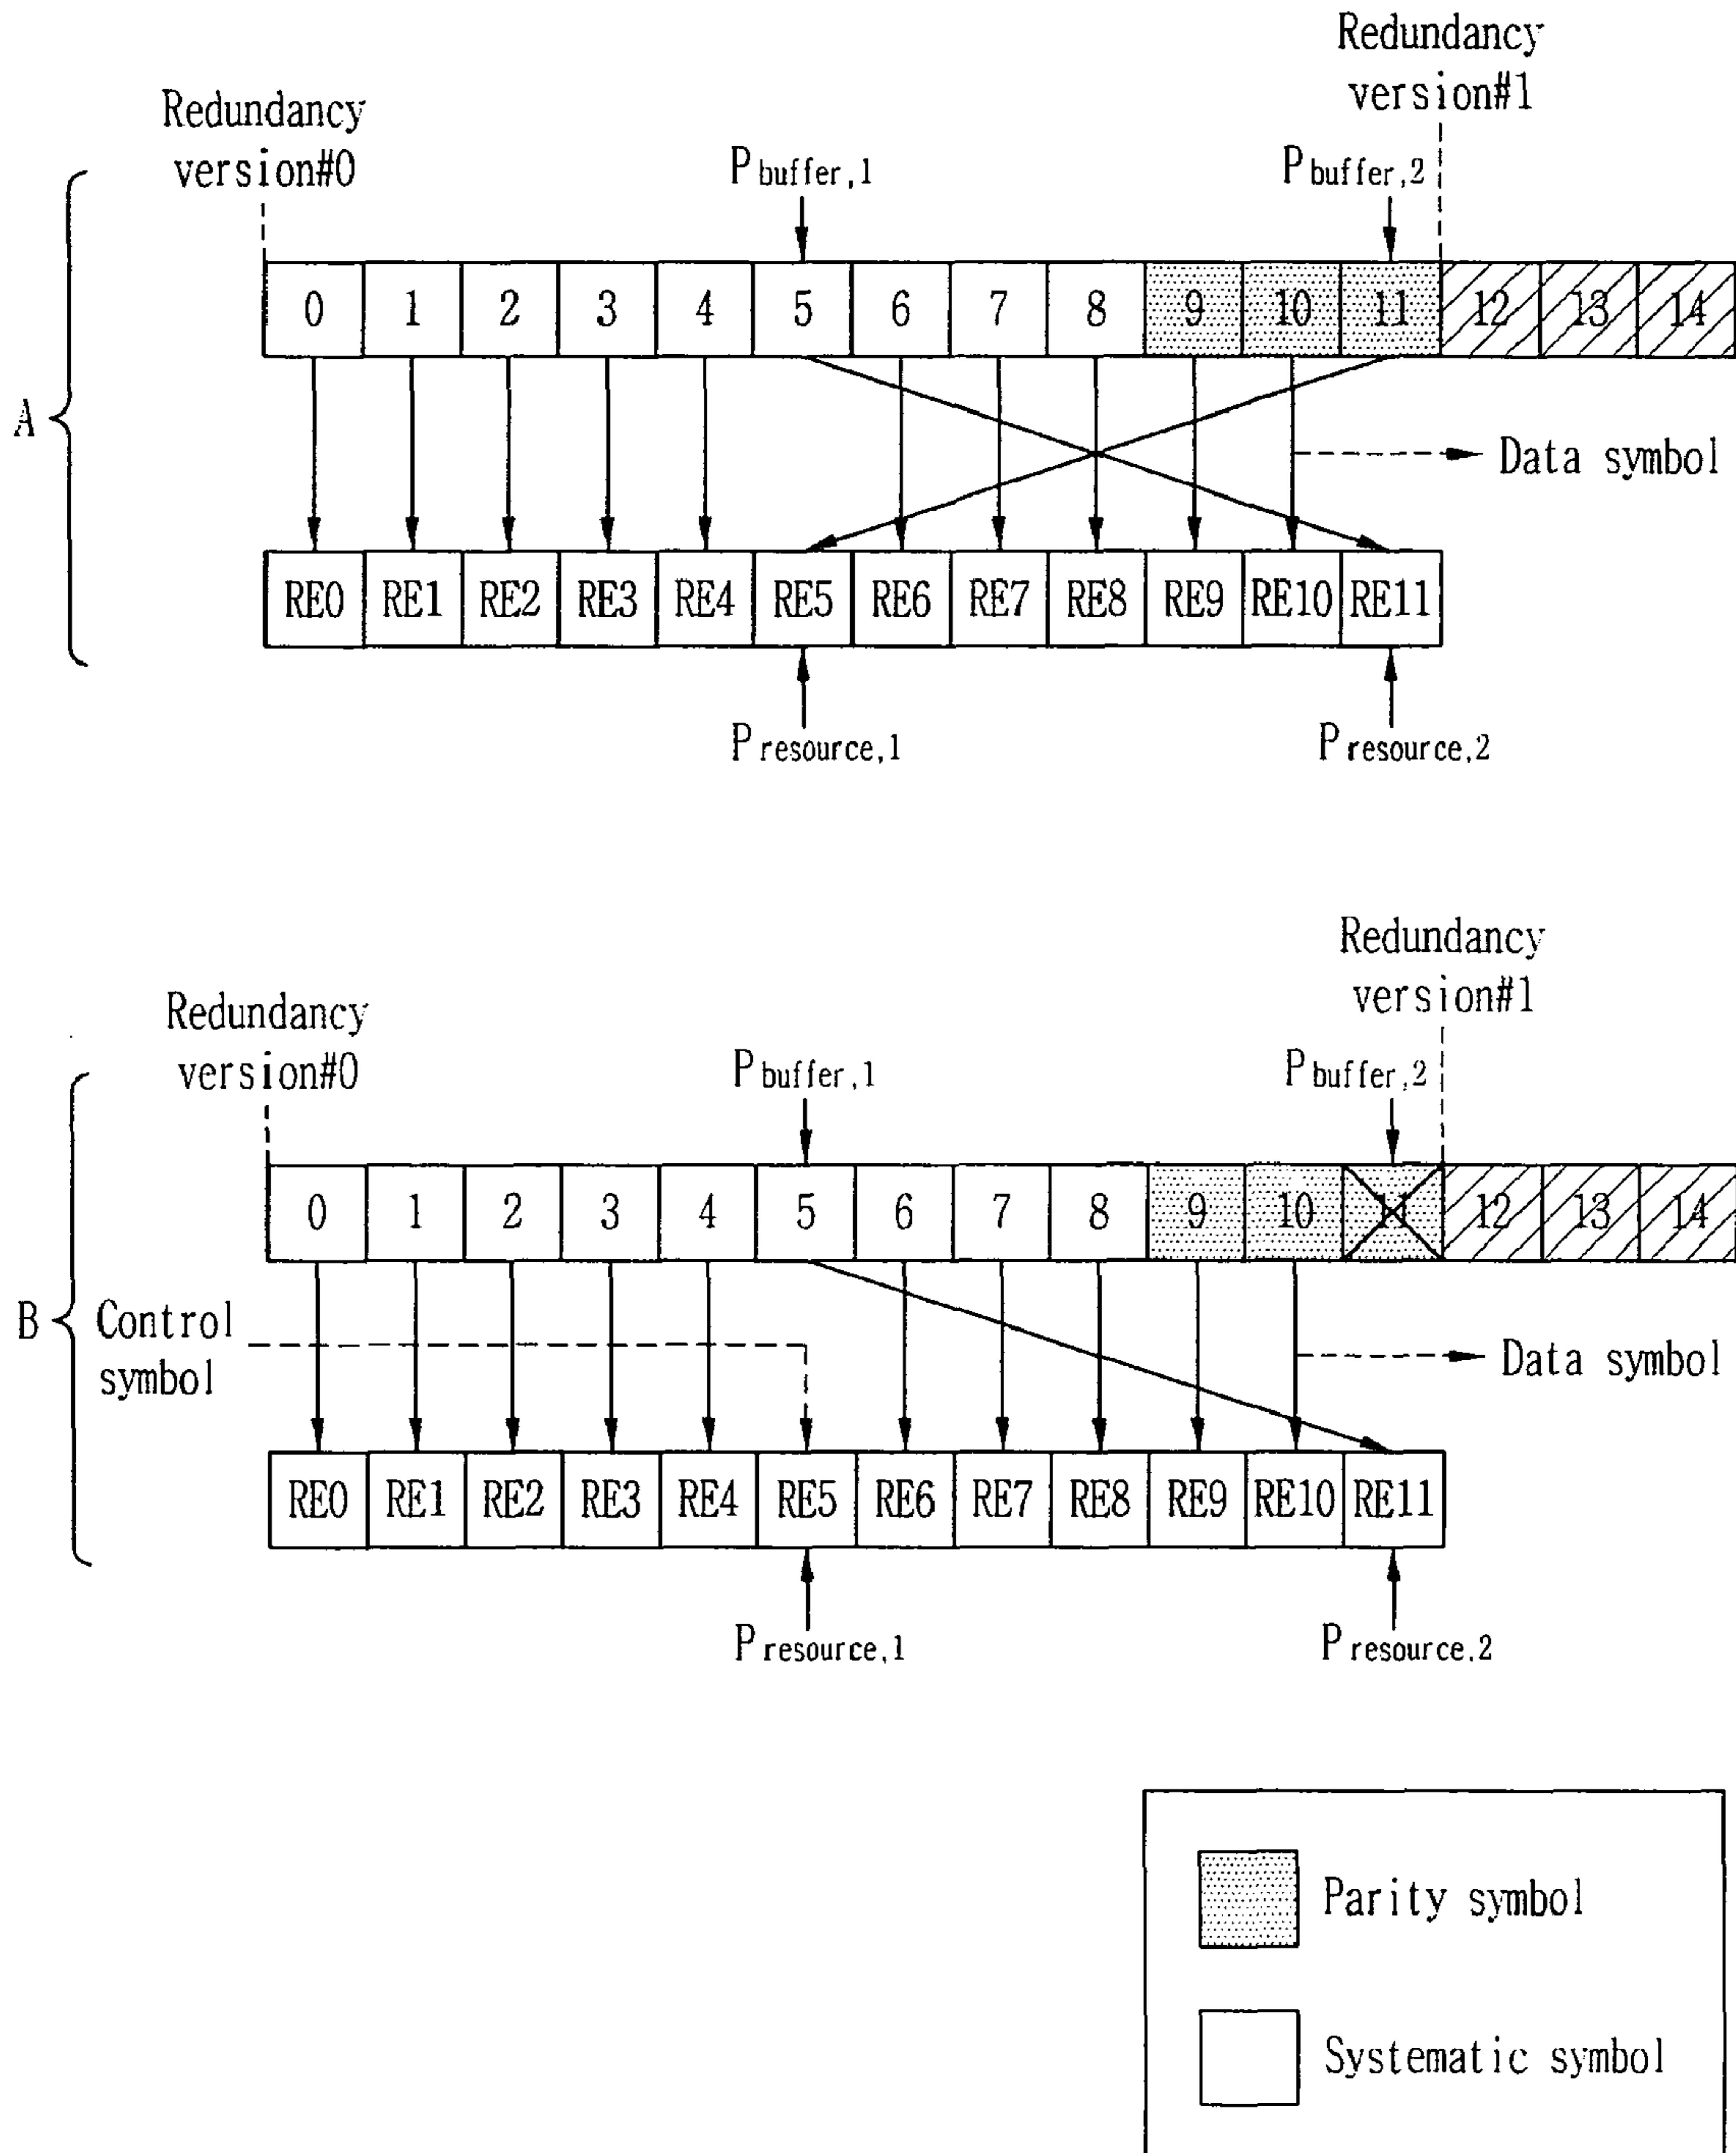 Redundancy
version#1
Redundancy
version#0
P buffer,1
P buffer,2
0 1 2 3 4 5 6 7 8 9 10 11 12 13 14
A
Data symbol
RE0 RE1 RE2 RE3 RE4 RE5 RE6 RE7 RE8 RE9 RE10 RE11
P resource,1
P resource,2
Redundancy
version#1
Redundancy
version#0
P buffer,1
P buffer,2
0 1 2 3 4 5 6 7 8 9 10 11 12 13 14
B
Control
symbol
Data symbol
RE0 RE1 RE2 RE3 RE4 RE5 RE6 RE7 RE8 RE9 RE10 RE11
P resource,1
P resource,2
Parity symbol
Systematic symbol